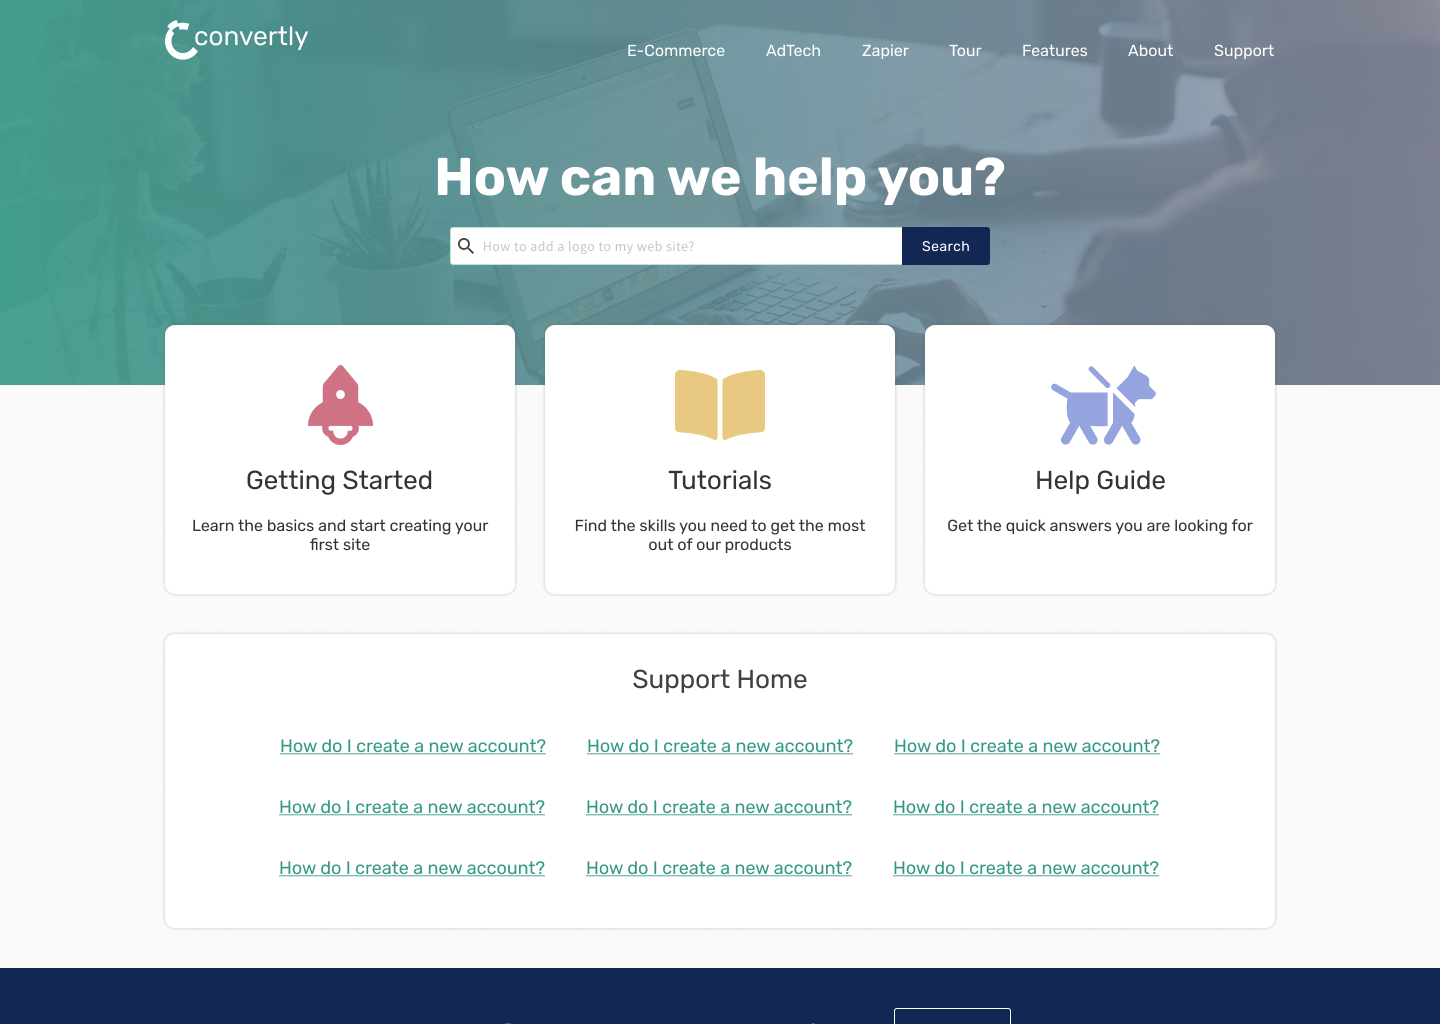 convertly
E-Commerce AdTech Zapier Tour Features About Support
How can we help you?
How to add a logo to my web site?
Search
Getting Started
Learn the basics and start creating your
first site
Tutorials
Find the skills you need to get the most
out of our products
Help Guide
Get the quick answers you are looking for
Support Home
How do I create a new account? How do I create a new account? How do I create a new account?
How do I create a new account? How do I create a new account? How do I create a new account?
How do I create a new account? How do I create a new account? How do I create a new account?